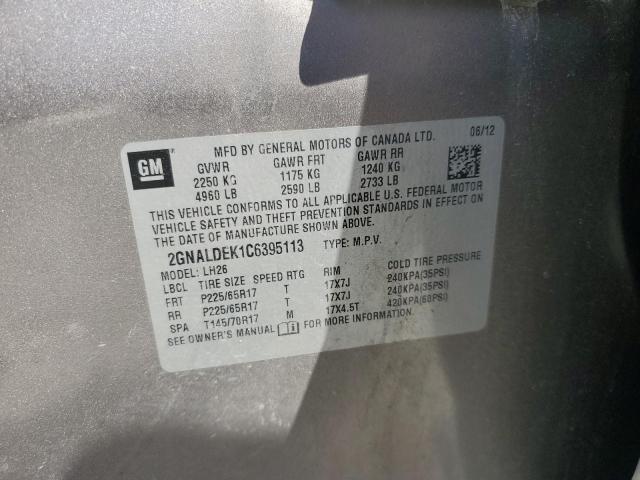 MFD BY GENERAL MOTORS OF CANADA LTD. 06/12
GM
GVWR GAWR FRT GAWR RR
2250 KG 1175 KG 1240 KG
4960 LB 2590 LB 2733 LB
THIS VEHICLE CONFORMS TO ALL APPLICABLE U.S. FEDERAL MOTOR
VEHICLE SAFETY AND THEFT PREVENTION STANDARDS IN EFFECT ON
THE DATE OF MANUFACTURE SHOWN ABOVE.
2GNALDEK1C6395113 TYPE: M.P.V.
MODEL: LH26
LBCL TIRE SIZE SPEED RTG RIM COLD TIRE PRESSURE
FRT P225/65R17 T 17X7J 240KPA(35PSI)
RR P225/65R17 T 17X7J 240KPA(35PSI)
SPA T145/70R17 M 17X4.5T 420KPA(60PSI)
SEE OWNER'S MANUAL FOR MORE INFORMATION.